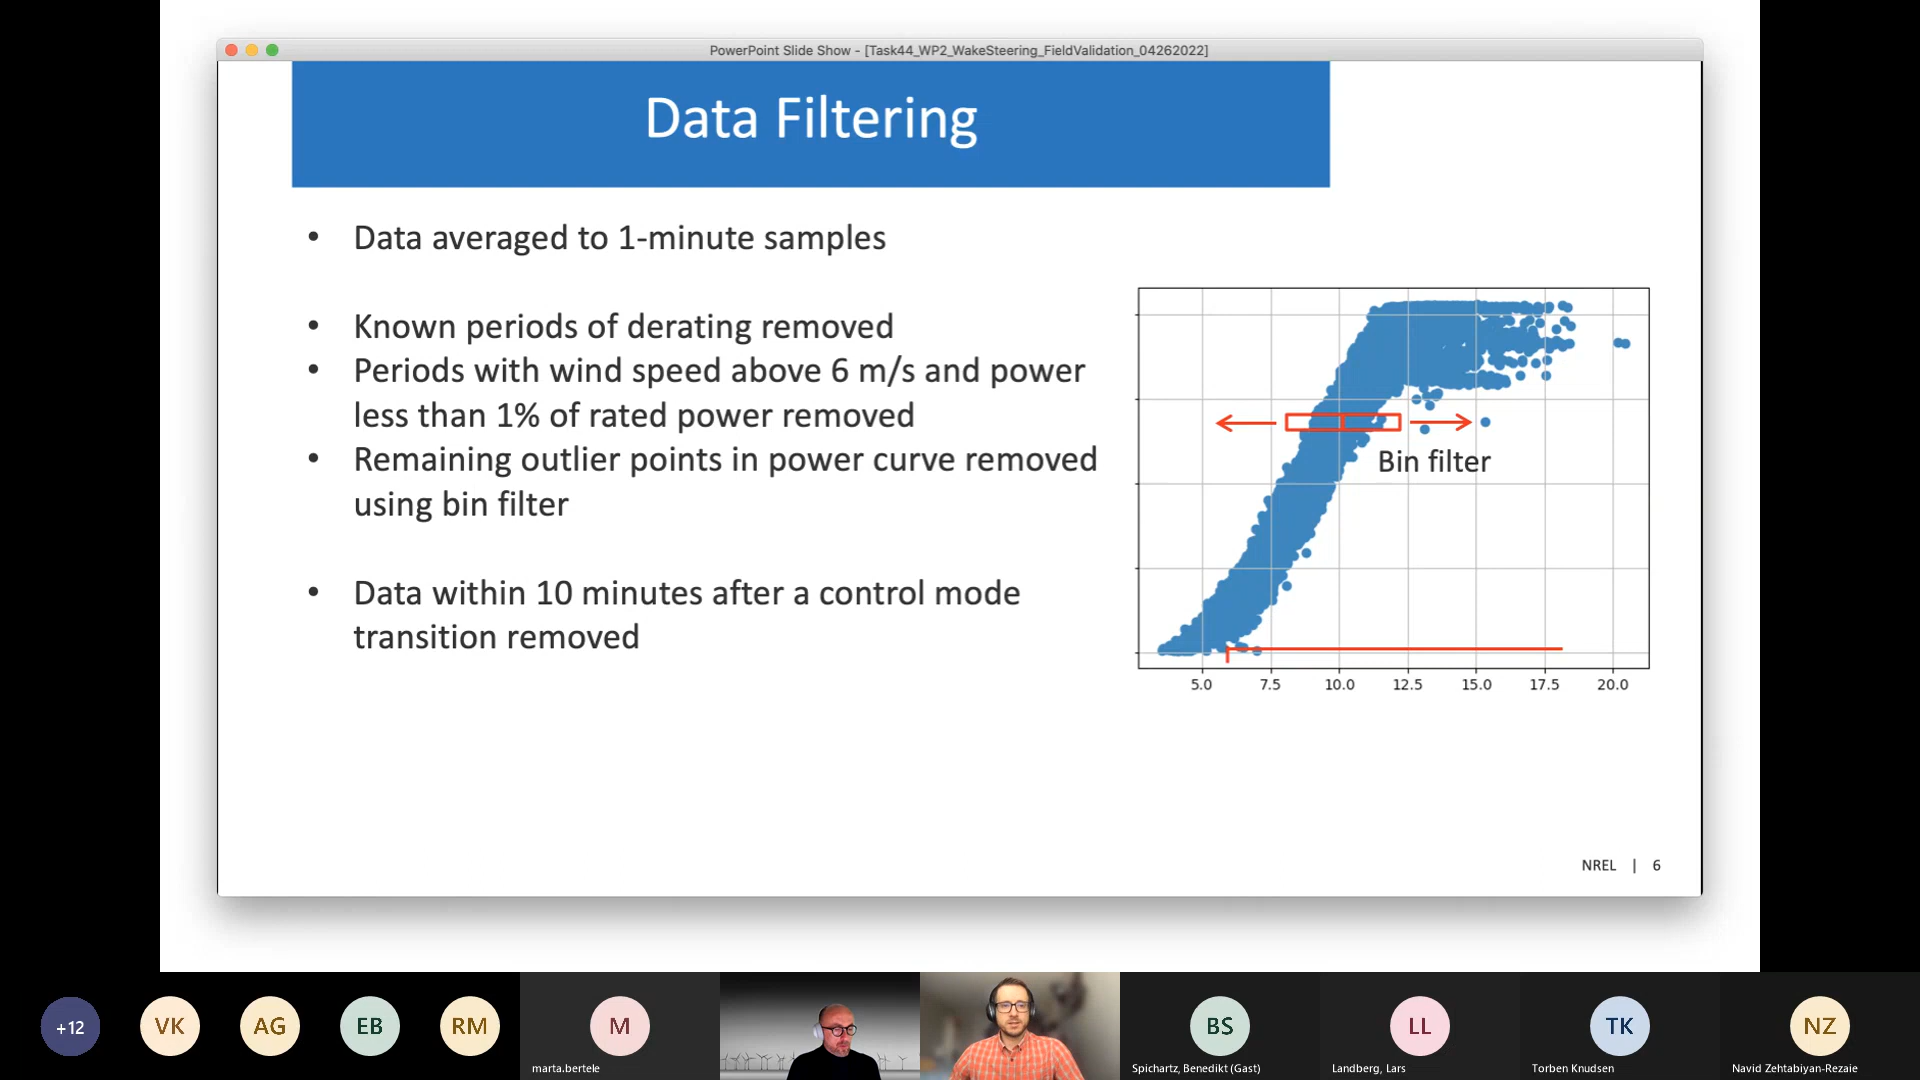 PowerPoint Slide Show - [Task44_WP2_WakeSteering_FieldValidation_04262022]
Data Filtering
• Data averaged to 1-minute samples
• Known periods of derating removed
• Periods with wind speed above 6 m/s and power
less than 1% of rated power removed
• Remaining outlier points in power curve removed
using bin filter
• Data within 10 minutes after a control mode
transition removed
Bin filter
5.0 7.5 10.0 12.5 15.0 17.5 20.0
NREL | 6
+12 VK AG EB RM M BS LL TK NZ
marta.bertele Spichartz, Benedikt (Gast) Landberg, Lars Torben Knudsen Navid Zehtabiyan-Rezaie